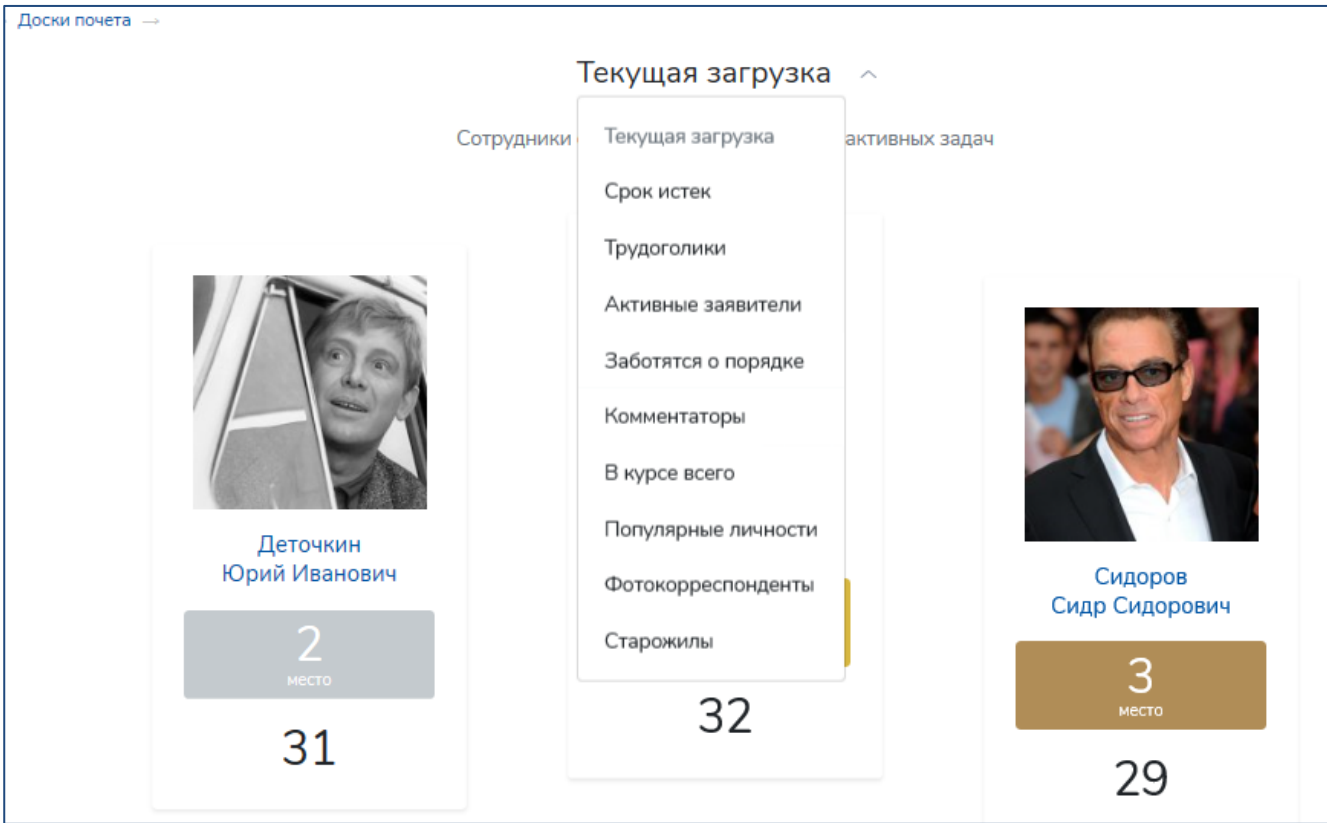 Доски почета →
Текущая загрузка
Сотрудники
активных задач
Текущая загрузка
Срок истек
Трудоголики
Активные заявители
Заботятся о порядке
Комментаторы
В курсе всего
Популярные личности
Фотокорреспонденты
Старожилы
Деточкин
Юрий Иванович
2
место
31
32
Сидоров
Сидр Сидорович
3
место
29